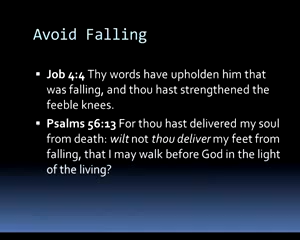 Avoid Falling
▪ Job 4:4 Thy words have upholden him that
was falling, and thou hast strengthened the
feeble knees.
▪ Psalms 56:13 For thou hast delivered my soul
from death: wilt not thou deliver my feet from
falling, that I may walk before God in the light
of the living?